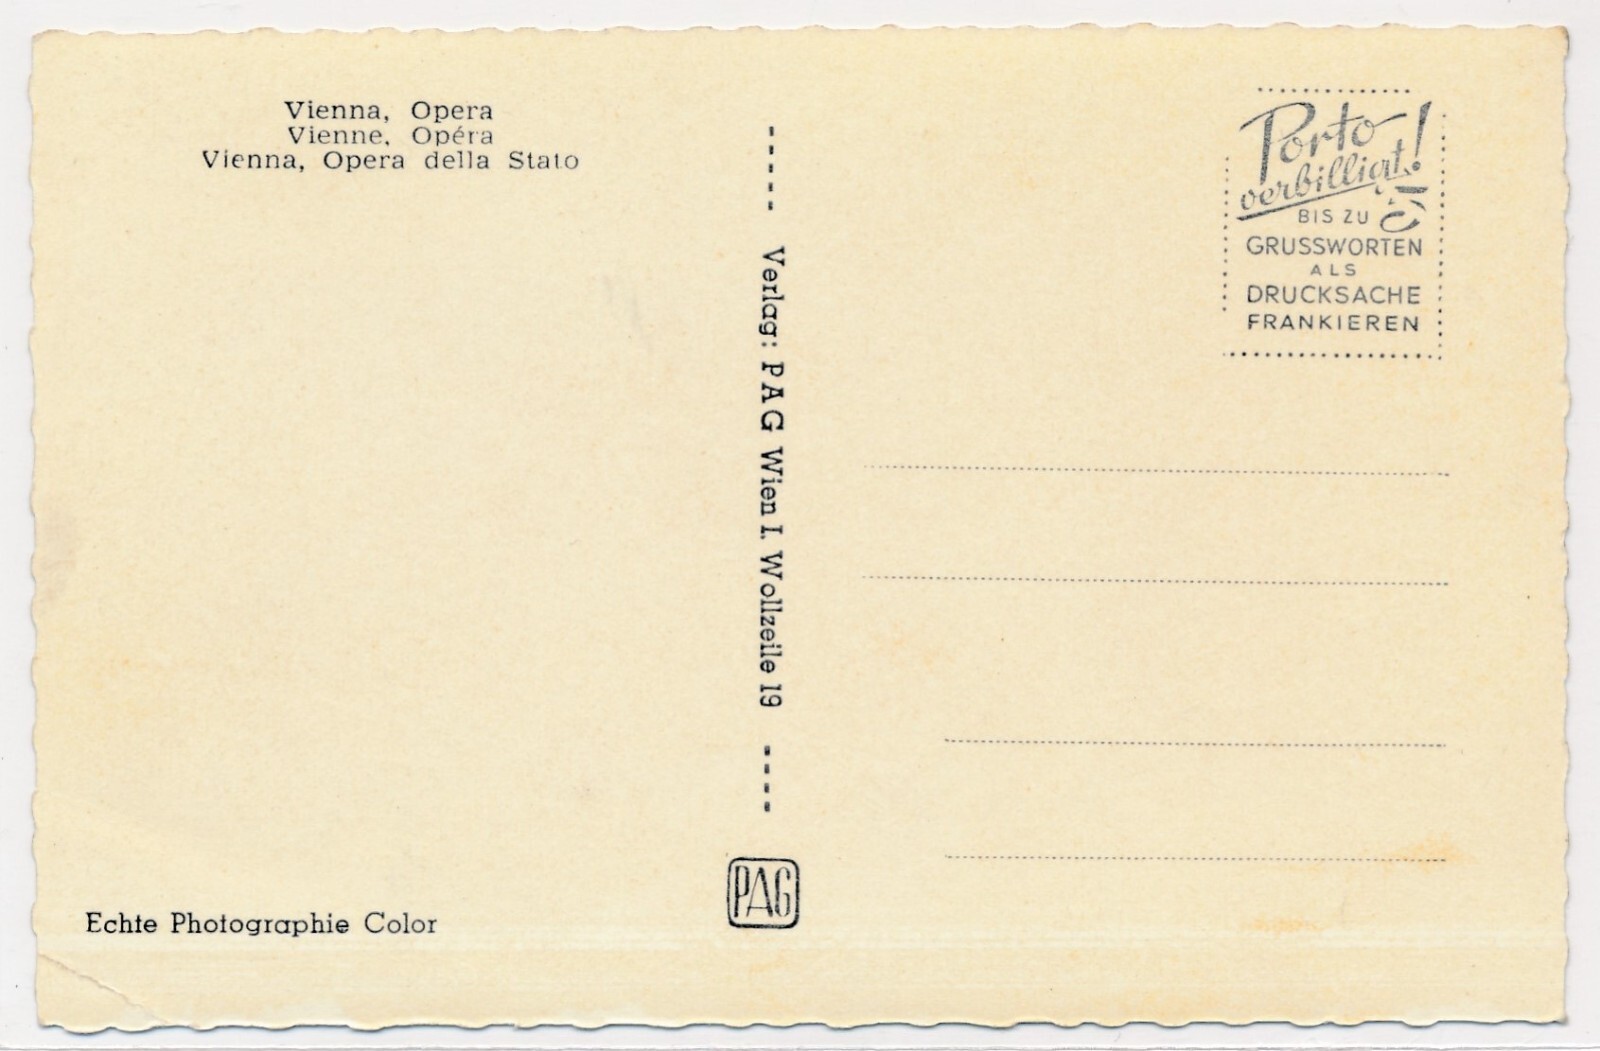 Vienna, Opera
Vienne, Opéra
Vienna, Opera della Stato
Echte Photographie Color
Verlag: PAG Wien I. Wollzeile 19
PAG
Porto
verbilligt!
BIS ZU 5
GRUSSWORTEN
ALS
DRUCKSACHE
FRANKIEREN